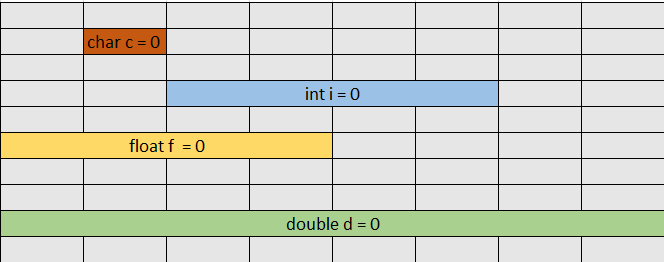 char c = 0
int i = 0
float f  = 0
double d = 0